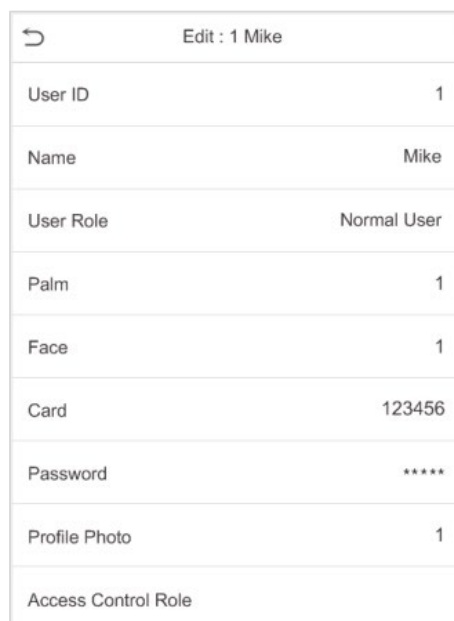 Edit : 1 Mike
User ID 1
Name Mike
User Role Normal User
Palm 1
Face 1
Card 123456
Password *****
Profile Photo 1
Access Control Role